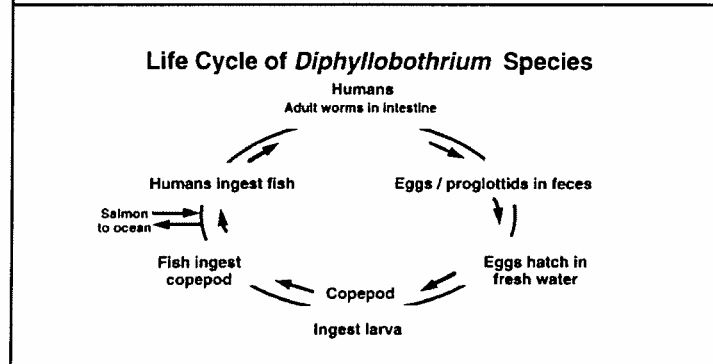 Life Cycle of Diphyllobothrium Species
Humans
Adult worms in intestine
Eggs / proglottids in feces
Eggs hatch in
fresh water
Copepod
Ingest larva
Fish ingest
copepod
Salmon
to ocean
Humans ingest fish